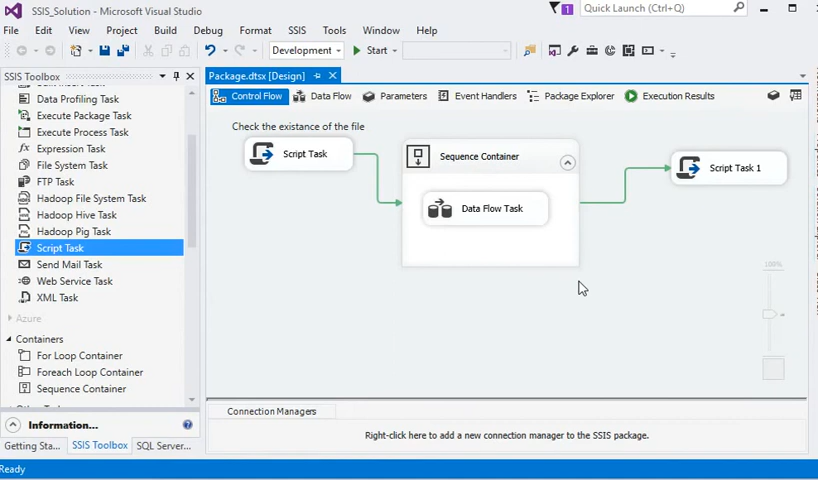 SSIS_Solution - Microsoft Visual Studio
1
Quick Launch (Ctrl+Q)
File Edit View Project Build Debug Format SSIS Tools Window Help
Development Start
SSIS Toolbox
Package.dtsx [Design]
Data Profiling Task
Execute Package Task
Execute Process Task
Expression Task
File System Task
FTP Task
Hadoop File System Task
Hadoop Hive Task
Hadoop Pig Task
Script Task
Send Mail Task
Web Service Task
XML Task
Azure
Containers
For Loop Container
Foreach Loop Container
Sequence Container
Information...
Getting Sta... SSIS Toolbox SQL Server...
Control Flow Data Flow Parameters Event Handlers Package Explorer Execution Results
Check the existance of the file
Script Task
Sequence Container
Data Flow Task
Script Task 1
100%
Connection Managers
Right-click here to add a new connection manager to the SSIS package.
Ready